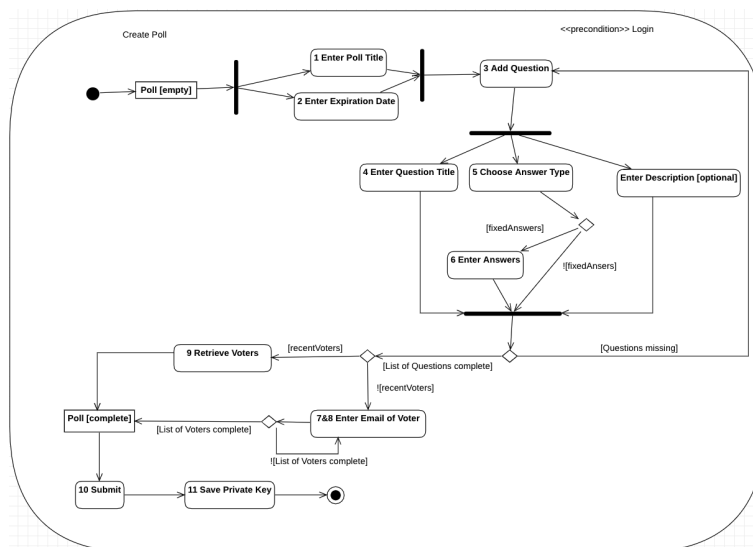 Create Poll
<<precondition>> Login
1 Enter Poll Title
3 Add Question
Poll [empty]
2 Enter Expiration Date
4 Enter Question Title
5 Choose Answer Type
Enter Description [optional]
[fixedAnswers]
6 Enter Answers
![fixedAnsers]
9 Retrieve Voters
[recentVoters]
[Questions missing]
[List of Questions complete]
![recentVoters]
Poll [complete]
7&8 Enter Email of Voter
[List of Voters complete]
![List of Voters complete]
10 Submit
11 Save Private Key